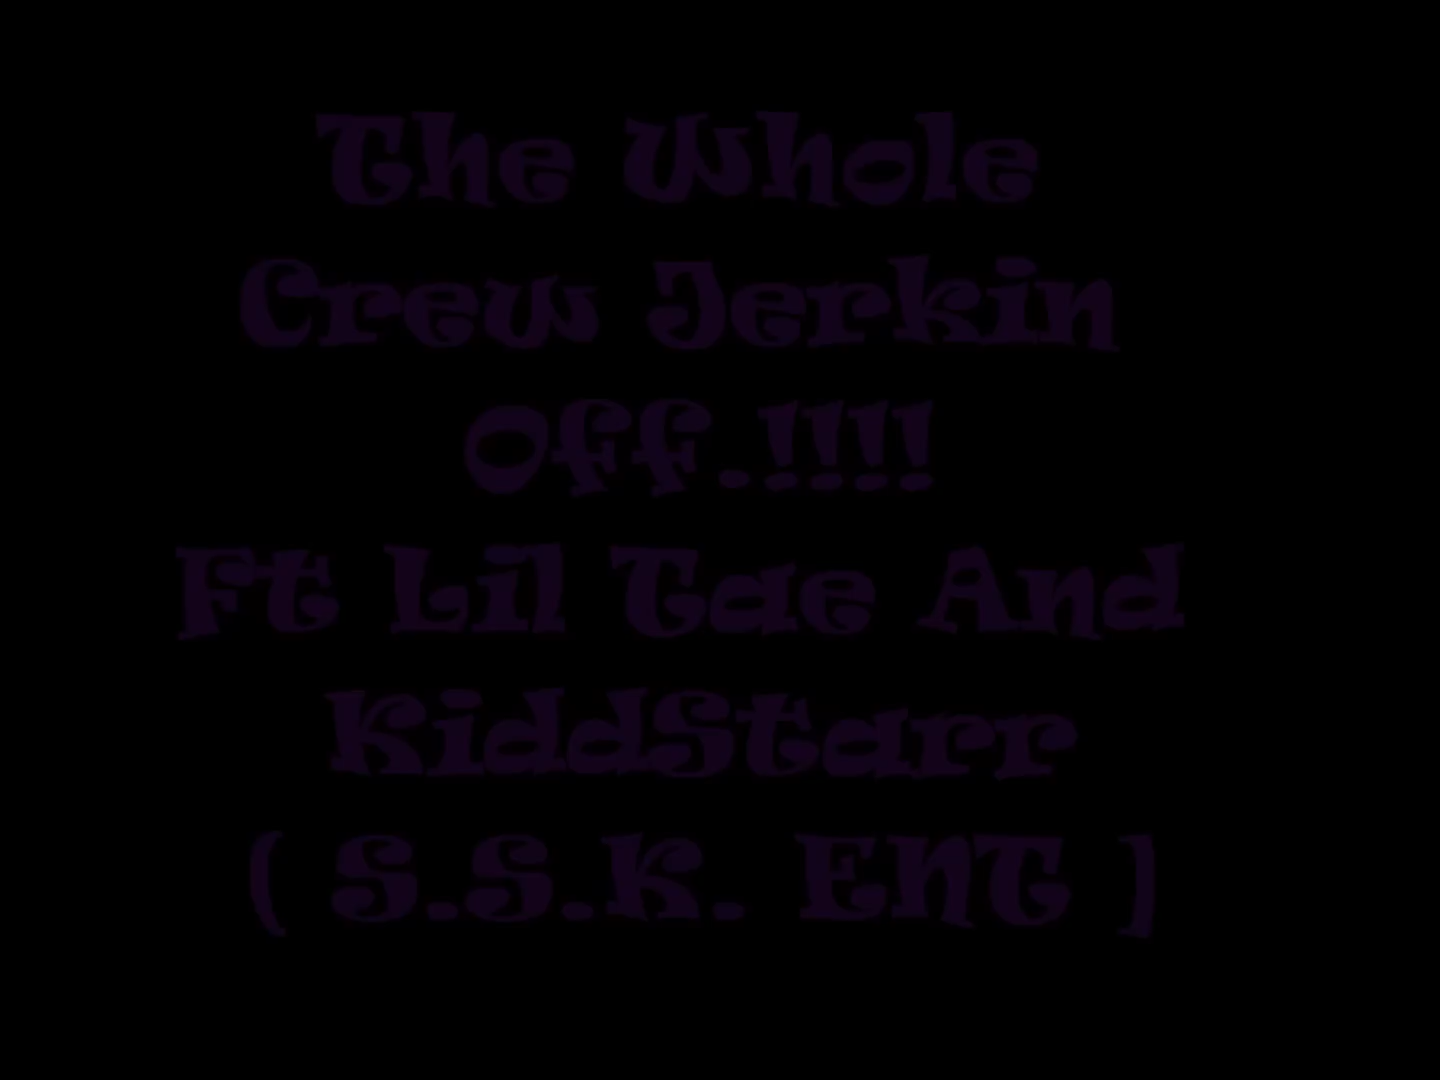 The Whole
Crew Jerkin
Off.!!!!
Ft Lil Tae And
KiddStarr
( S.S.K. ENT ]